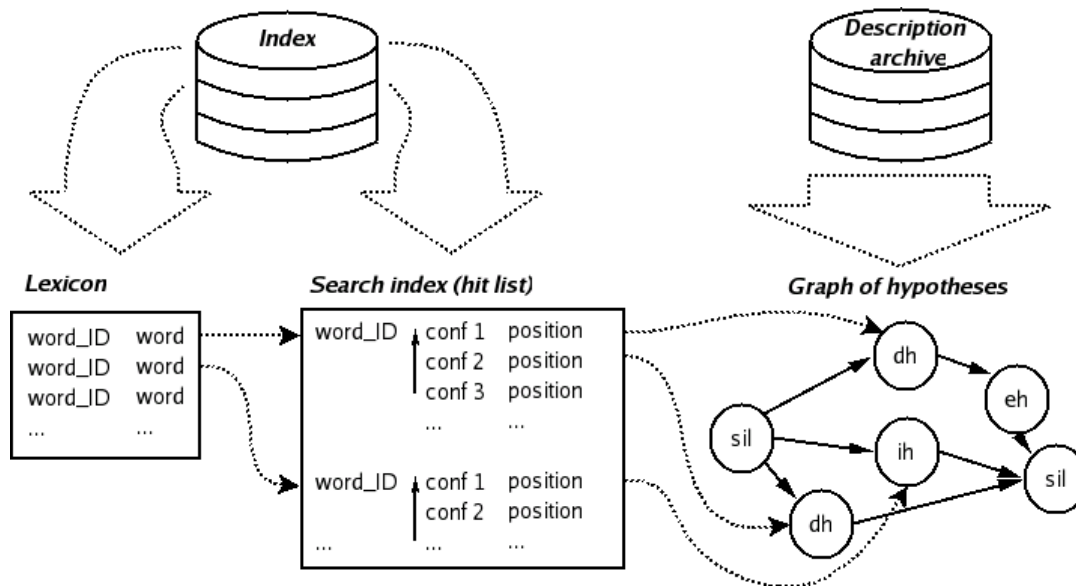 Index
Description
archive
Lexicon
Search index (hit list)
Graph of hypotheses
word_ID word
word_ID word
word_ID word
... ...
word_ID conf 1 position
conf 2 position
conf 3 position
... ...
word_ID conf 1 position
conf 2 position
... ... ...
dh
eh
sil
ih
sil
dh